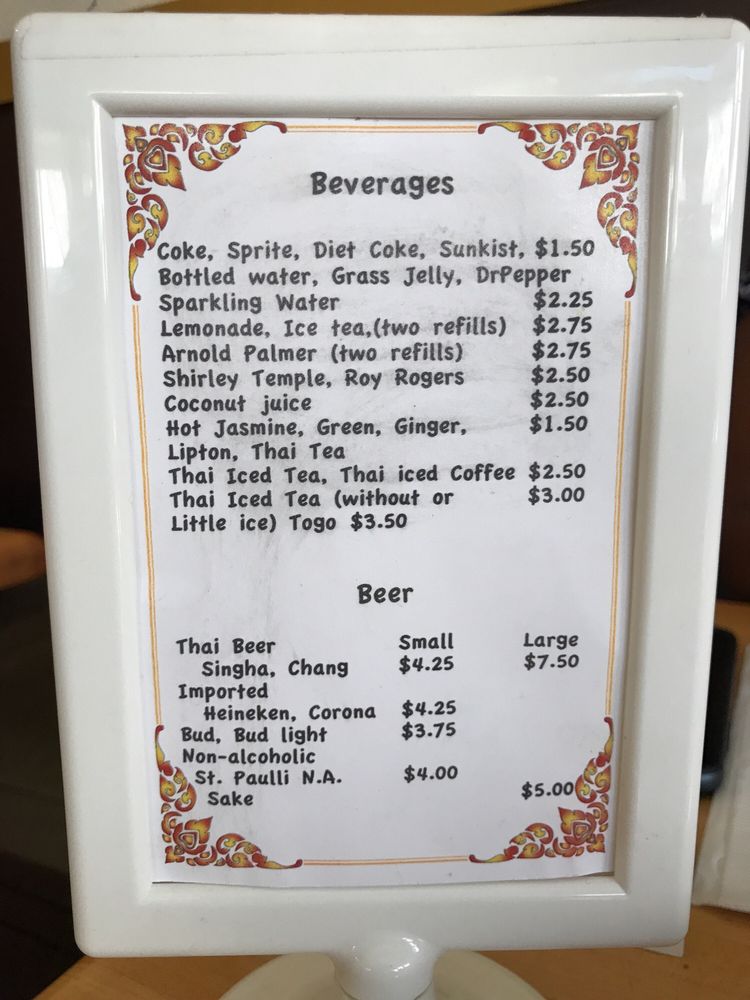 Beverages
Coke, Sprite, Diet Coke, Sunkist, $1.50
Bottled water, Grass Jelly, DrPepper
Sparkling Water $2.25
Lemonade, Ice tea,(two refills) $2.75
Arnold Palmer (two refills) $2.75
Shirley Temple, Roy Rogers $2.50
Coconut juice $2.50
Hot Jasmine, Green, Ginger, $1.50
Lipton, Thai Tea
Thai Iced Tea, Thai iced Coffee $2.50
Thai Iced Tea (without or $3.00
Little ice) Togo $3.50
Beer
Thai Beer Small Large
Singha, Chang $4.25 $7.50
Imported
Heineken, Corona $4.25
Bud, Bud light $3.75
Non-alcoholic
St. Paulli N.A. $4.00
Sake $5.00